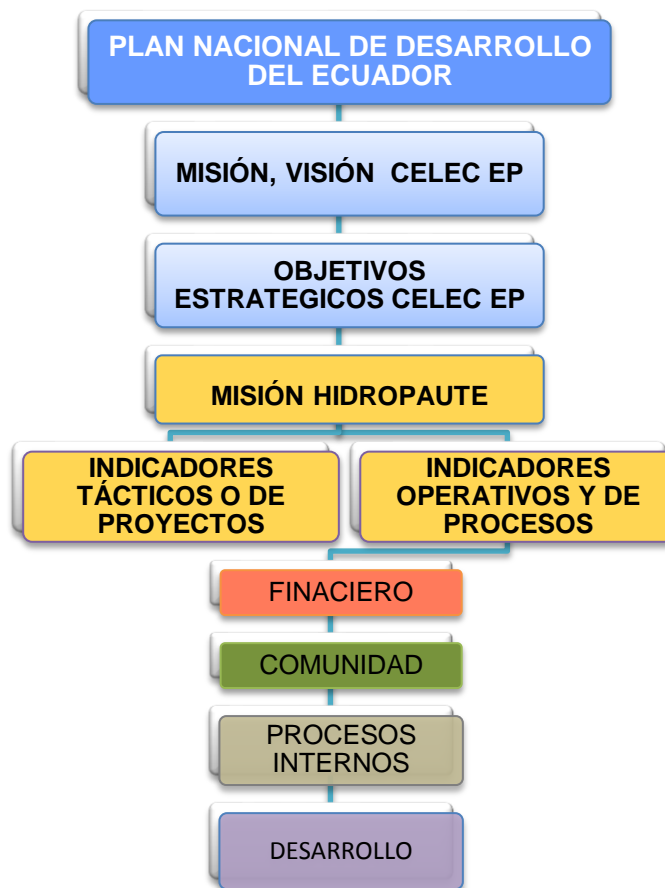 PLAN NACIONAL DE DESARROLLO
DEL ECUADOR
MISIÓN, VISIÓN CELEC EP
OBJETIVOS
ESTRATEGICOS CELEC EP
MISIÓN HIDROPAUTE
INDICADORES
TÁCTICOS O DE
PROYECTOS
INDICADORES
OPERATIVOS Y DE
PROCESOS
FINACIERO
COMUNIDAD
PROCESOS
INTERNOS
DESARROLLO